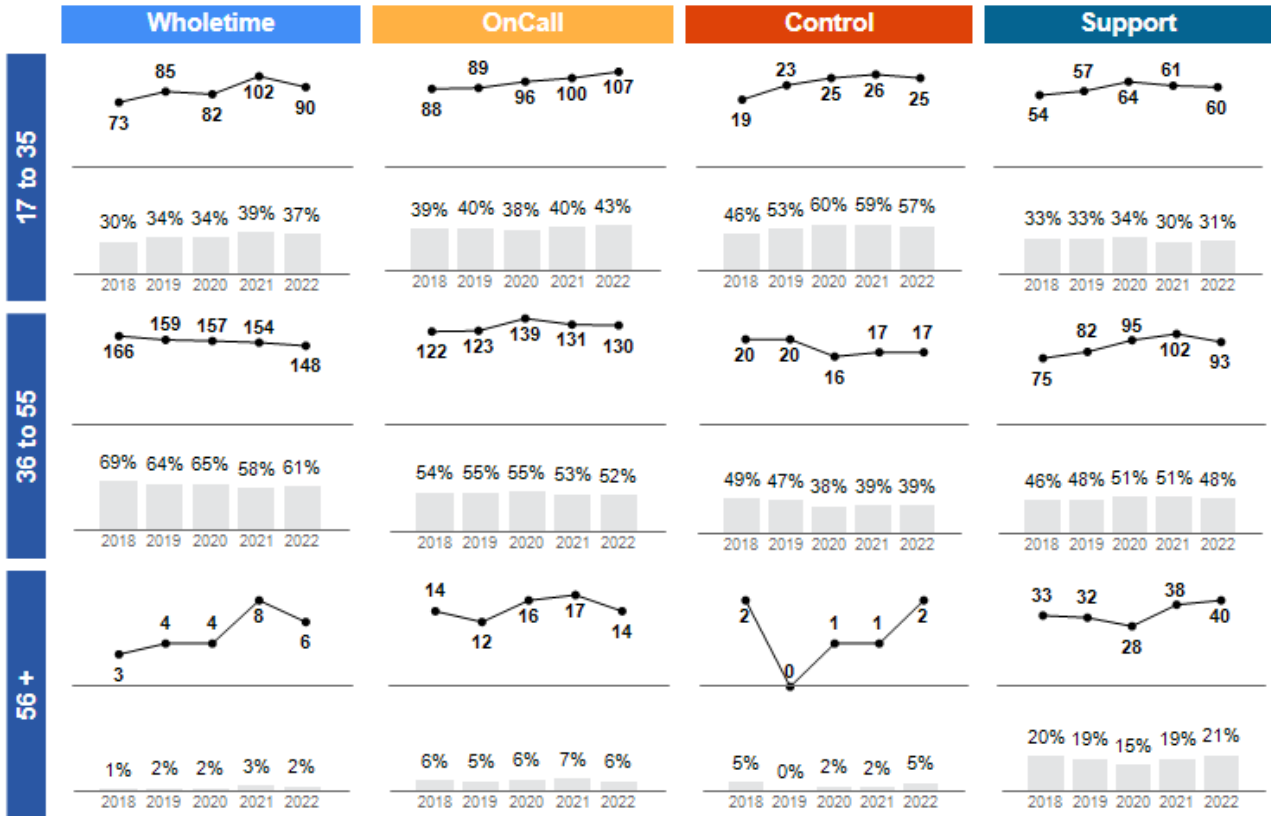 Wholetime OnCall Control Support
17 to 35
85 89 23 57 61
73 82 102 90 88 96 100 107 19 25 26 25 54 64 60
30% 34% 34% 39% 37% 39% 40% 38% 40% 43% 46% 53% 60% 59% 57% 33% 33% 34% 30% 31%
2018 2019 2020 2021 2022 2018 2019 2020 2021 2022 2018 2019 2020 2021 2022 2018 2019 2020 2021 2022
36 to 55
159 157 154 17 17 82 95
166 148 122 123 139 131 130 20 20 16 75 102 93
69% 64% 65% 58% 61% 54% 55% 55% 53% 52% 49% 47% 38% 39% 39% 46% 48% 51% 51% 48%
2018 2019 2020 2021 2022 2018 2019 2020 2021 2022 2018 2019 2020 2021 2022 2018 2019 2020 2021 2022
56 +
4 4 14 16 17 1 1 33 32 38
3 8 6 12 14 2 0 2 28 40
1% 2% 2% 3% 2% 6% 5% 6% 7% 6% 5% 0% 2% 2% 5% 20% 19% 15% 19% 21%
2018 2019 2020 2021 2022 2018 2019 2020 2021 2022 2018 2019 2020 2021 2022 2018 2019 2020 2021 2022